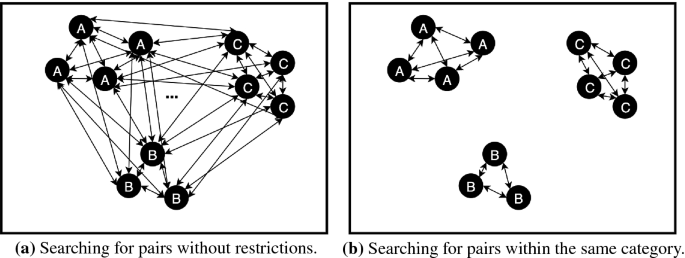 A
A
C
A
A
C
C
C
...
B
B
B
A
A
C
A
A
C
C
C
B
B
B
(a) Searching for pairs without restrictions. (b) Searching for pairs within the same category.